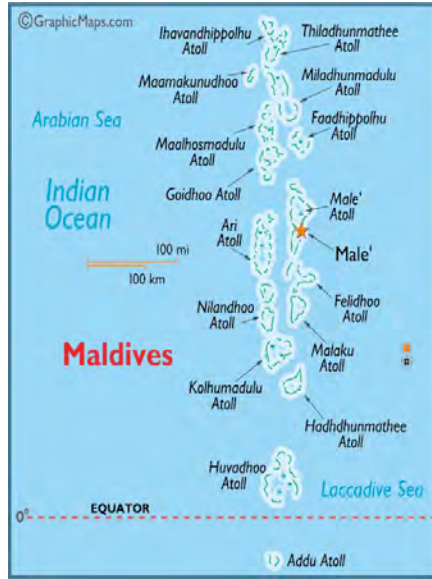 ©GraphicMaps.com
Ihavandhippolhu
Atoll
Thiladhunmathee
Atoll
Maamakunudhoo
Atoll
Miladhunmadulu
Atoll
Arabian Sea
Faadhippolhu
Atoll
Maalhosmadulu
Atoll
Goidhoo Atoll
Indian
Ocean
Male'
Atoll
Ari
Atoll
Male'
100 mi
100 km
Felidhoo
Atoll
Nilandhoo
Atoll
Maldives
Malaku
Atoll
Kolhumadulu
Atoll
Hadhdhunmathee
Atoll
Huvadhoo
Atoll
Laccadive Sea
0°
EQUATOR
Addu Atoll